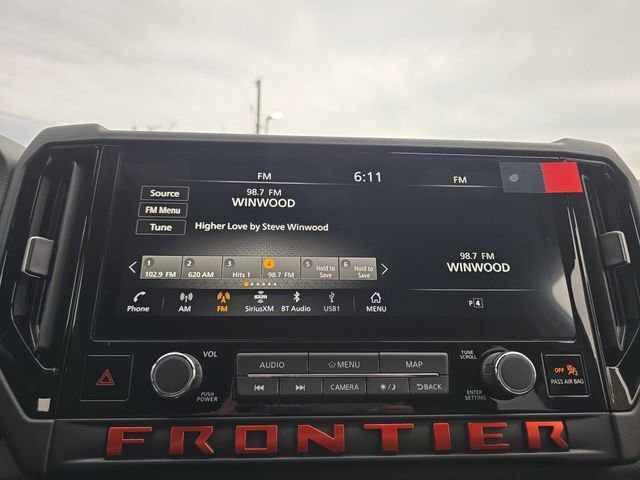 FM 6:11 FM
Source
FM Menu
Tune
98.7 FM
WINWOOD
Higher Love by Steve Winwood
1 102.9 FM
2 620 AM
3 Hits 1
4 98.7 FM
5 Hold to Save
6 Hold to Save
98.7 FM
WINWOOD
P 4
Phone AM FM SiriusXM BT Audio USB1 MENU
VOL
PUSH
POWER
AUDIO MENU MAP
CAMERA BACK
TUNE
SCROLL
ENTER
SETTING
OFF
PASS AIR BAG
FRONTIER